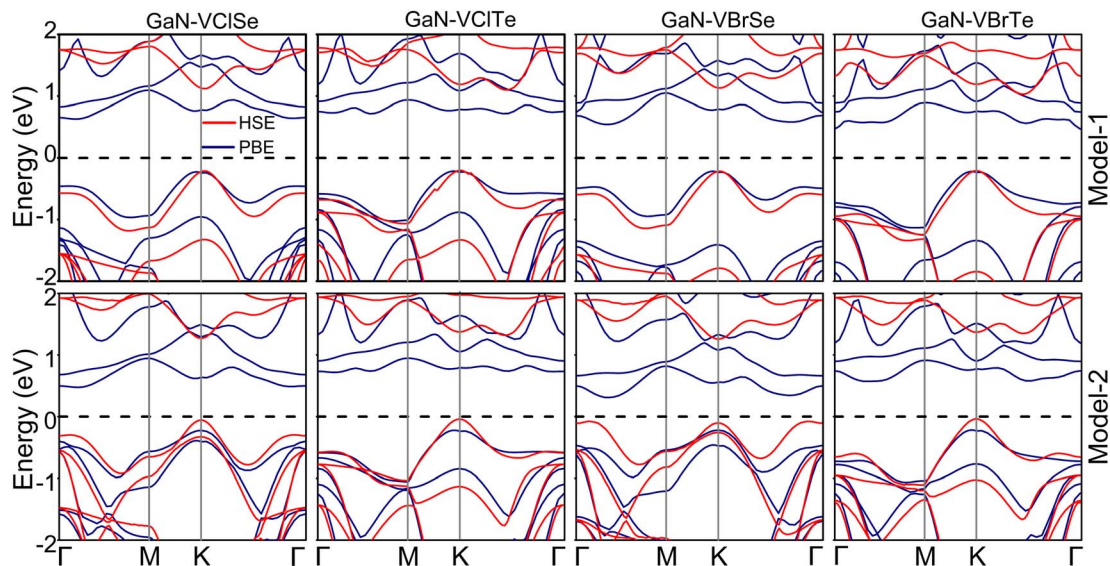 GaN-VClSe GaN-VClTe GaN-VBrSe GaN-VBrTe
2
1
0
-1
-2
Energy (eV)
HSE
PBE
Model-1
2
1
0
-1
-2
Energy (eV)
Model-2
Γ M K Γ Γ M K Γ Γ M K Γ Γ M K Γ